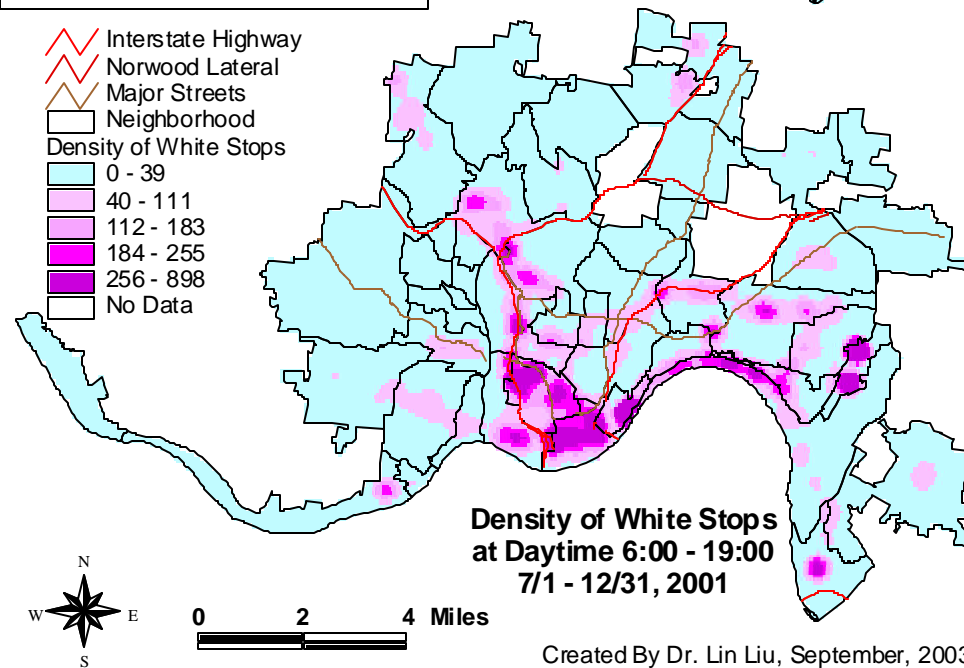 Interstate Highway
Norwood Lateral
Major Streets
Neighborhood
Density of White Stops
0 - 39
40 - 111
112 - 183
184 - 255
256 - 898
No Data
Density of White Stops
at Daytime 6:00 - 19:00
7/1 - 12/31, 2001
N
W E
S
0 2 4 Miles
Created By Dr. Lin Liu, September, 2003